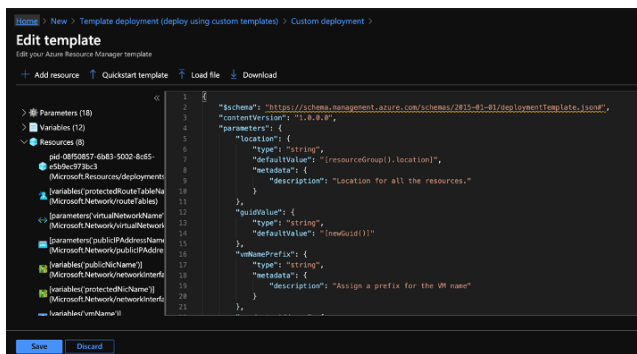 Home > New > Template deployment (deploy using custom templates) > Custom deployment >
Edit template
Edit your Azure Resource Manager template
+ Add resource ↑ Quickstart template ↑ Load file ↓ Download
«
> Parameters (18)
> Variables (12)
Resources (8)
pid-08f50857-6b83-5002-8c65-
e5b9ec973bc3
(Microsoft.Resources/deployments
[variables('protectedRouteTableNa
(Microsoft.Network/routeTables)
[parameters('virtualNetworkName'
(Microsoft.Network/virtualNetwork
[parameters('publicIPAddressName
(Microsoft.Network/publicIPAddre
[variables('publicNicName')]
(Microsoft.Network/networkInterfa
[variables('protectedNicName')]
(Microsoft.Network/networkInterfa
[variables('vmName')]
1 {
2 "$schema": "https://schema.management.azure.com/schemas/2015-01-01/deploymentTemplate.json#",
3 "contentVersion": "1.0.0.0",
4 "parameters": {
5 "location": {
6 "type": "string",
7 "defaultValue": "[resourceGroup().location]",
8 "metadata": {
9 "description": "Location for all the resources."
10 }
11 },
12 "guidValue": {
13 "type": "string",
14 "defaultValue": "[newGuid()]"
15 },
16 "vmNamePrefix": {
17 "type": "string",
18 "metadata": {
19 "description": "Assign a prefix for the VM name"
20 }
21 },
Save Discard